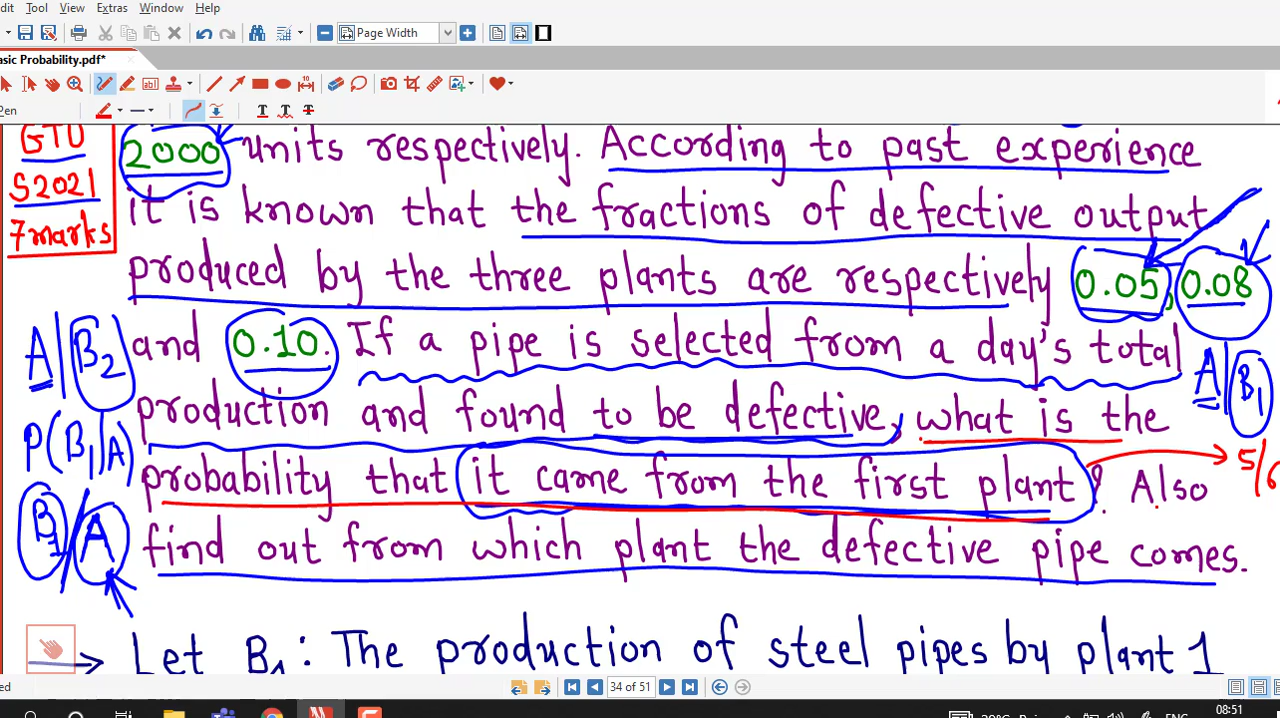 dit Tool View Extras Window Help
Page Width
asic Probability.pdf*
Pen
GTU
S2021
7marks
2000 units respectively. According to past experience
it is known that the fractions of defective output
produced by the three plants are respectively 0.05, 0.08
and 0.10. If a pipe is selected from a day's total
production and found to be defective, what is the
probability that it came from the first plant? Also
find out from which plant the defective pipe comes.
A|B2
P(B1|A)
B1/A
A|B1
5/6
→ Let B1: The production of steel pipes by plant 1
34 of 51
ENG
08:51